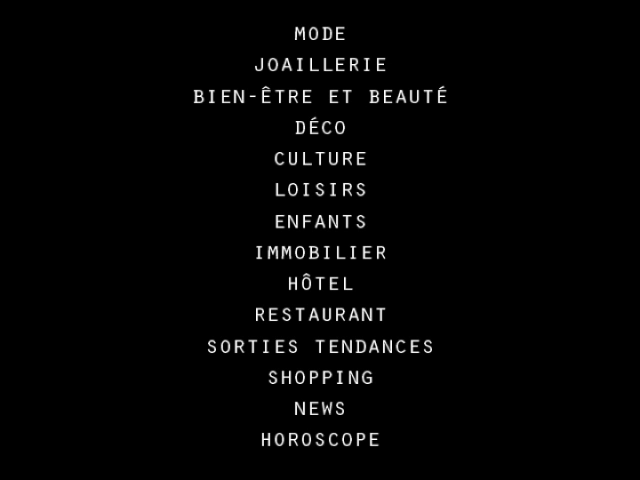 MODE
JOAILLERIE
BIEN-ÊTRE ET BEAUTÉ
DÉCO
CULTURE
LOISIRS
ENFANTS
IMMOBILIER
HÔTEL
RESTAURANT
SORTIES TENDANCES
SHOPPING
NEWS
HOROSCOPE